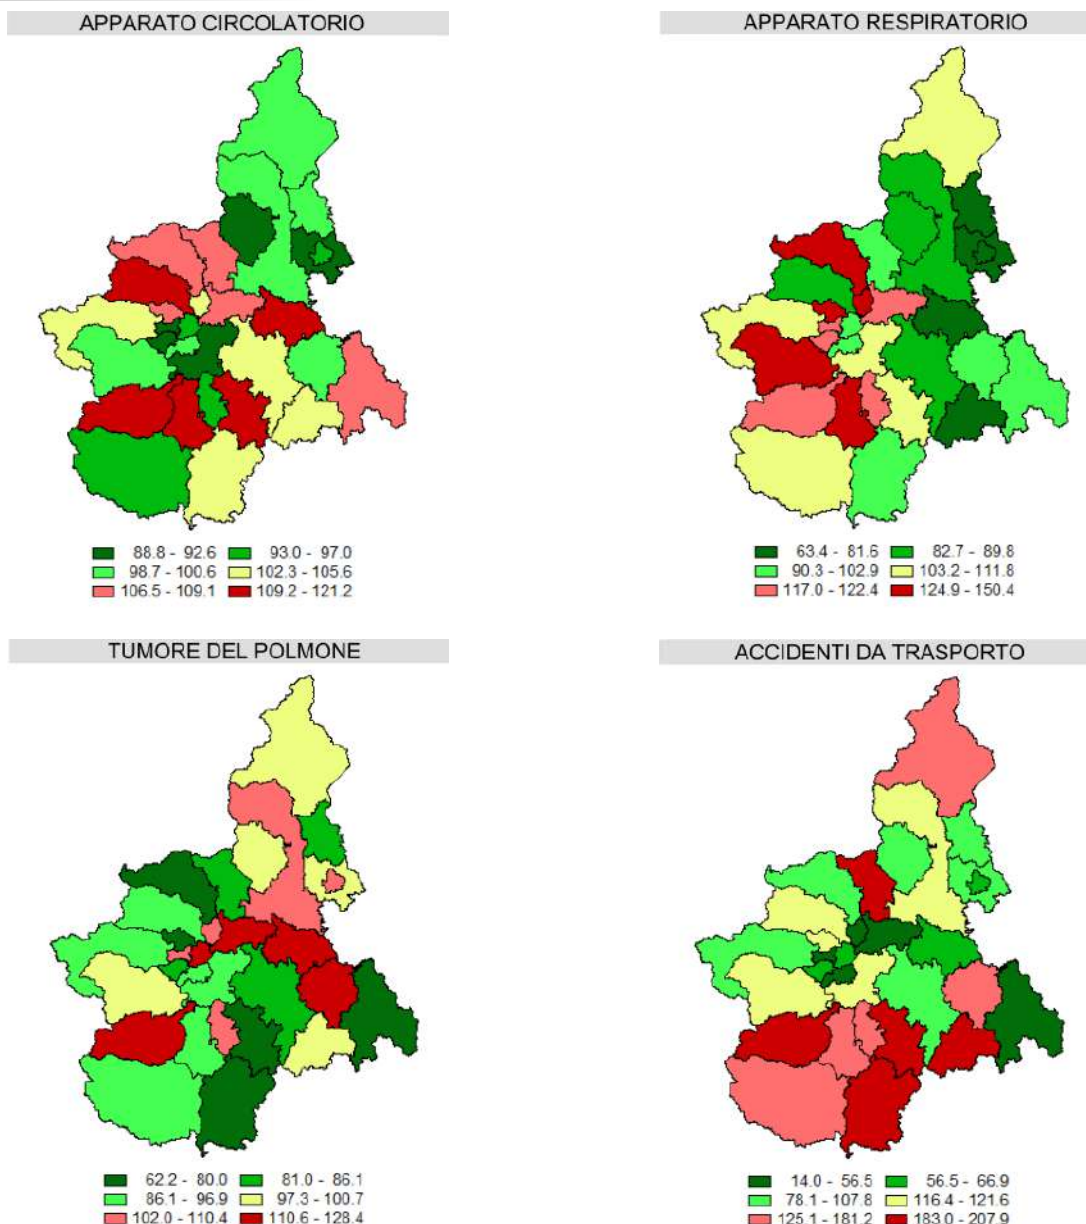 APPARATO CIRCOLATORIO
88.8 - 92.6 93.0 - 97.0
98.7 - 100.6 102.3 - 105.6
106.5 - 109.1 109.2 - 121.2
APPARATO RESPIRATORIO
63.4 - 81.6 82.7 - 89.8
90.3 - 102.9 103.2 - 111.8
117.0 - 122.4 124.9 - 150.4
TUMORE DEL POLMONE
62.2 - 80.0 81.0 - 86.1
86.1 - 96.9 97.3 - 100.7
102.0 - 110.4 110.6 - 128.4
ACCIDENTI DA TRASPORTO
14.0 - 56.5 56.5 - 66.9
78.1 - 107.8 116.4 - 121.6
125.1 - 181.2 183.0 - 207.9